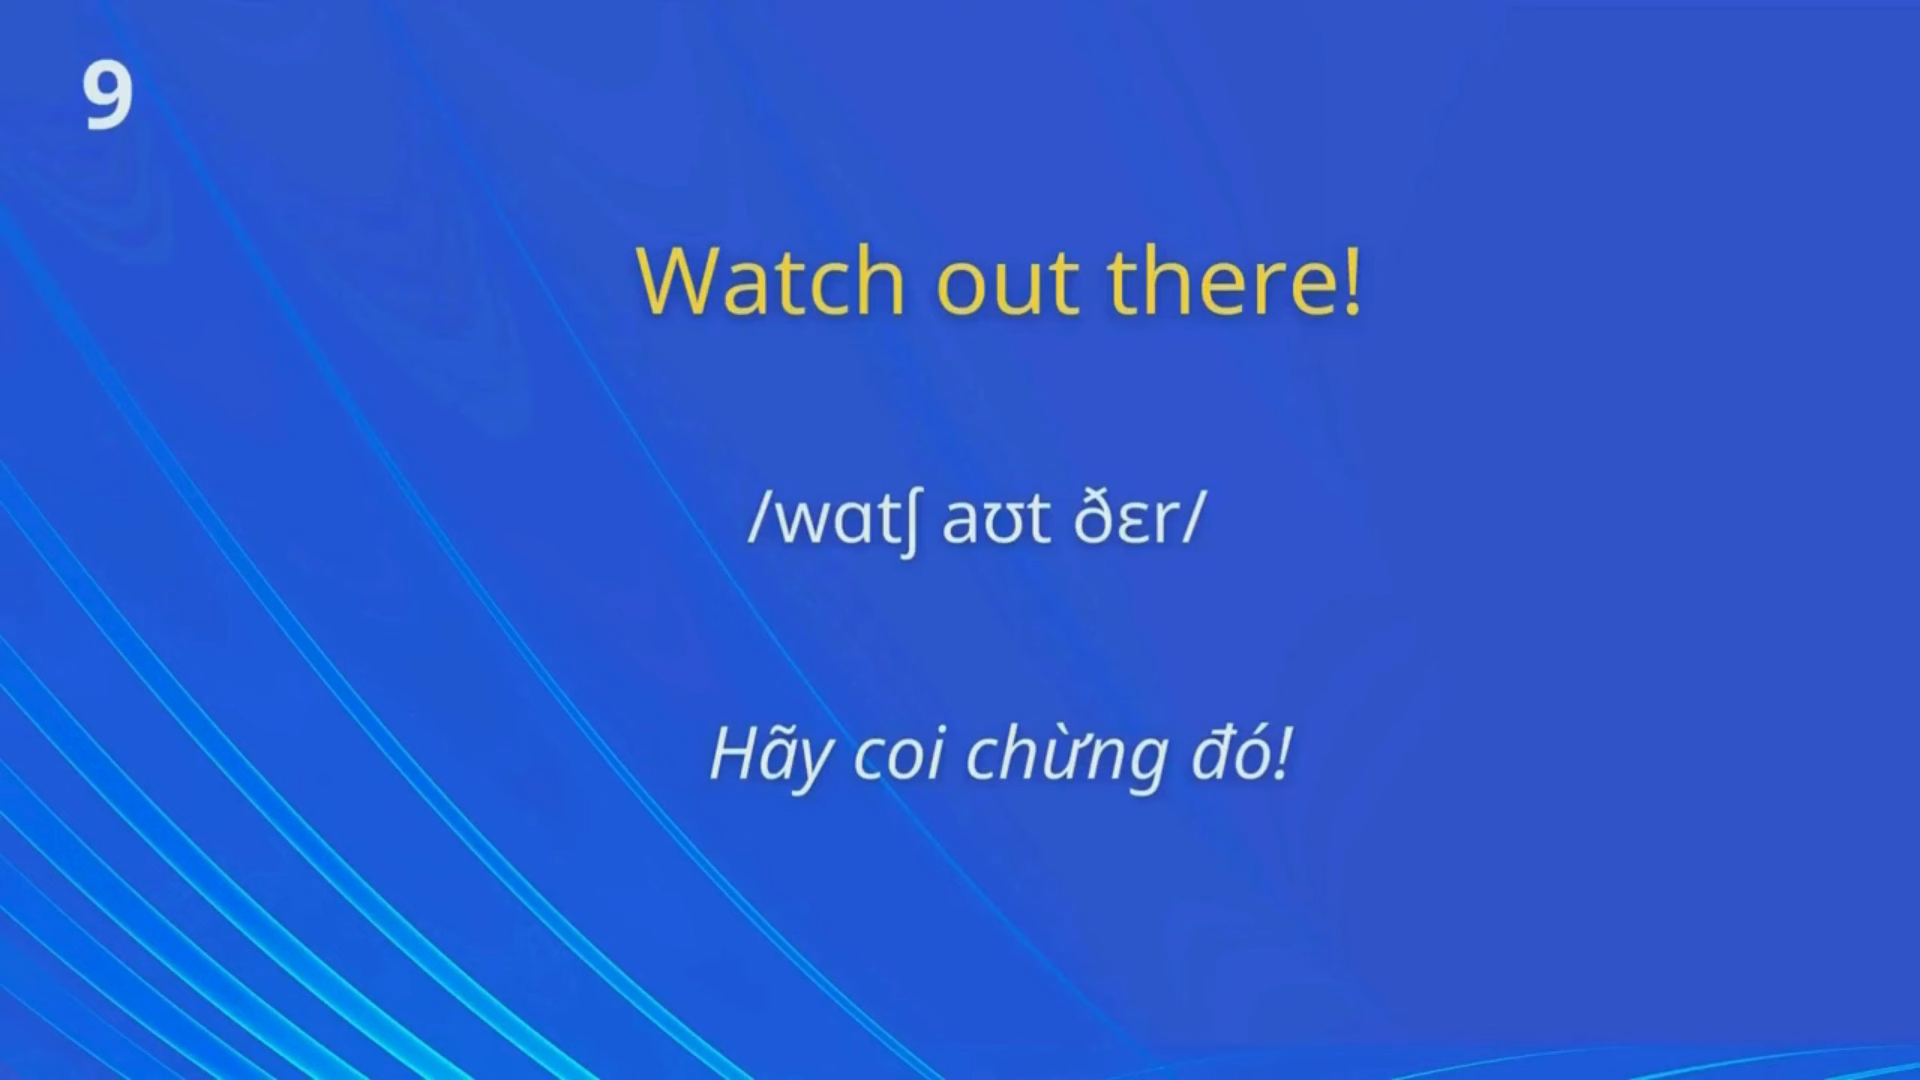 9
Watch out there!
/wɑtʃ aʊt ðɛr/
Hãy coi chừng đó!